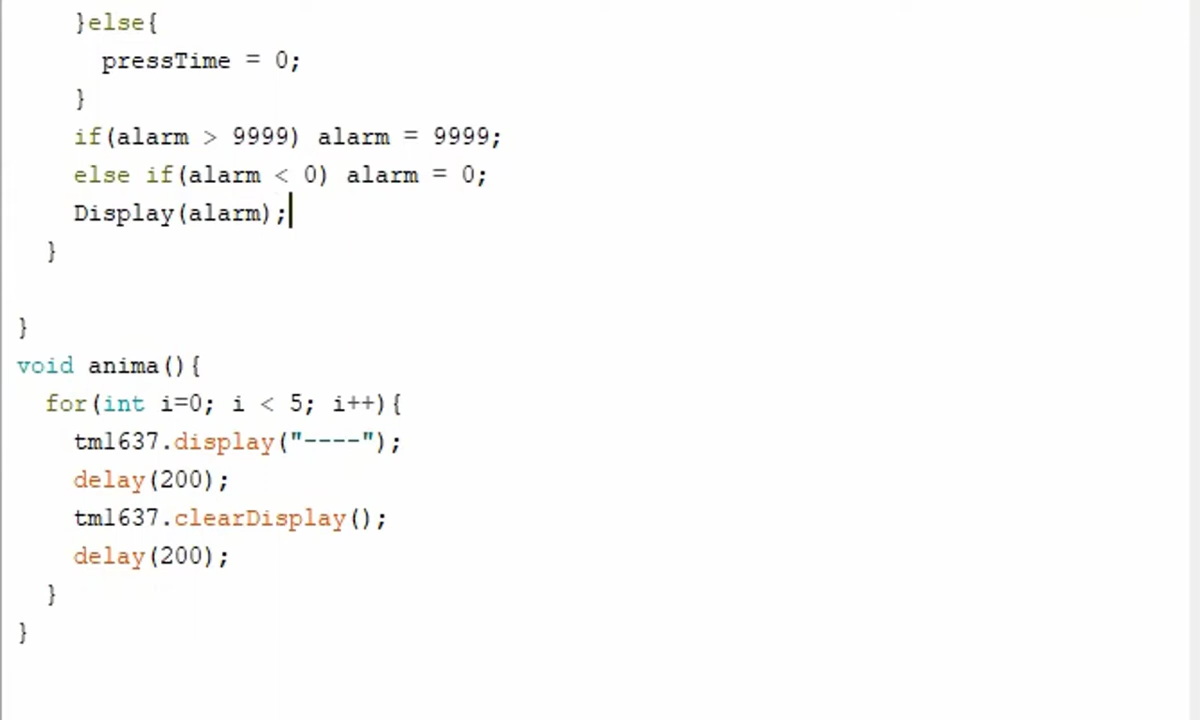 }else{
pressTime = 0;
}
if(alarm > 9999) alarm = 9999;
else if(alarm < 0) alarm = 0;
Display(alarm);
}
}
void anima(){
for(int i=0; i < 5; i++){
tm1637.display("----");
delay(200);
tm1637.clearDisplay();
delay(200);
}
}